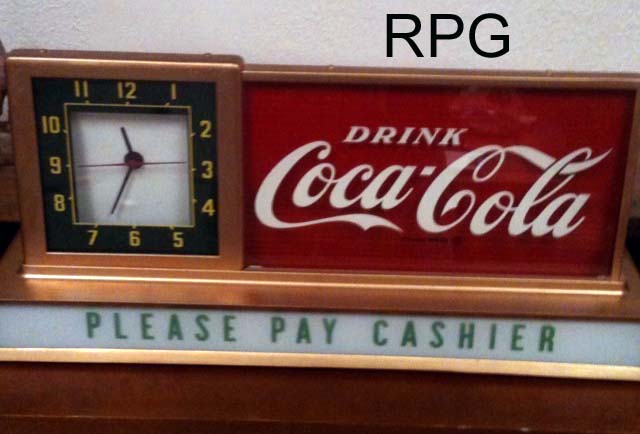 RPG
11 12 1
10 2
9 3
8 4
7 6 5
DRINK
Coca-Cola
PLEASE PAY CASHIER